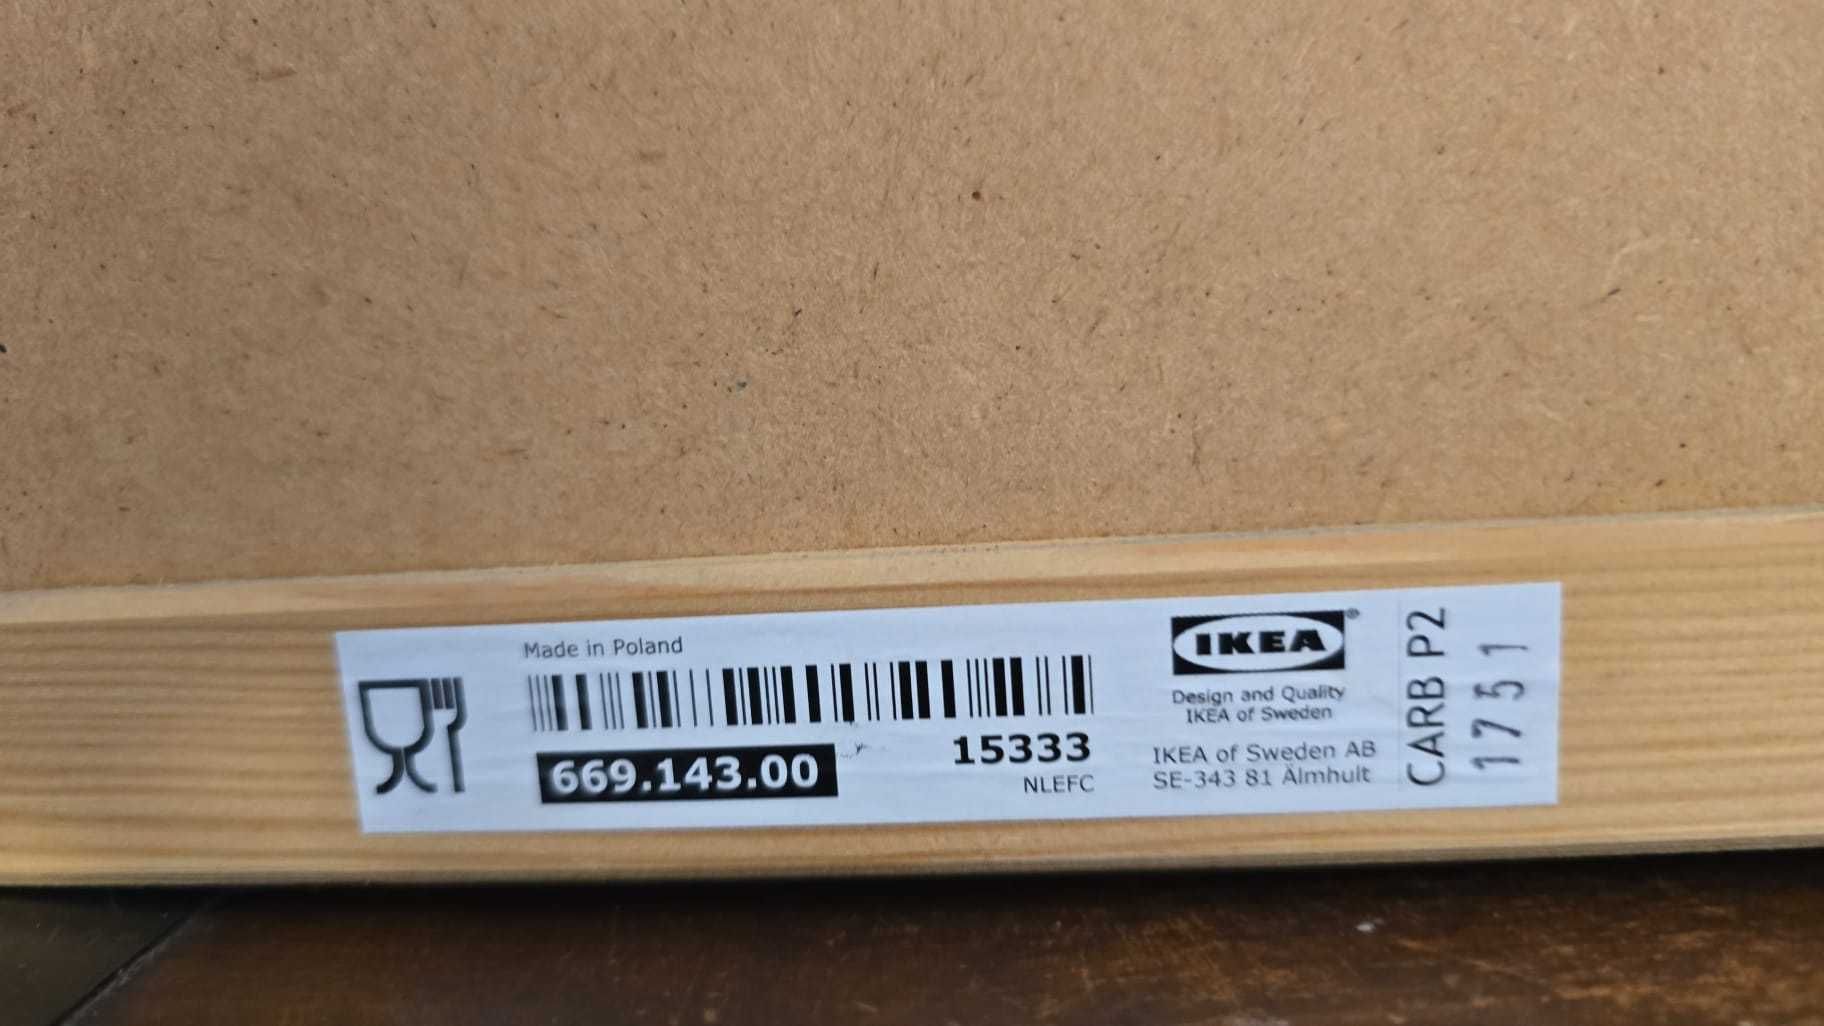 Made in Poland
669.143.00
15333
NLEFC
IKEA®
Design and Quality
IKEA of Sweden
IKEA of Sweden AB
SE-343 81 Älmhult
CARB P2
1751